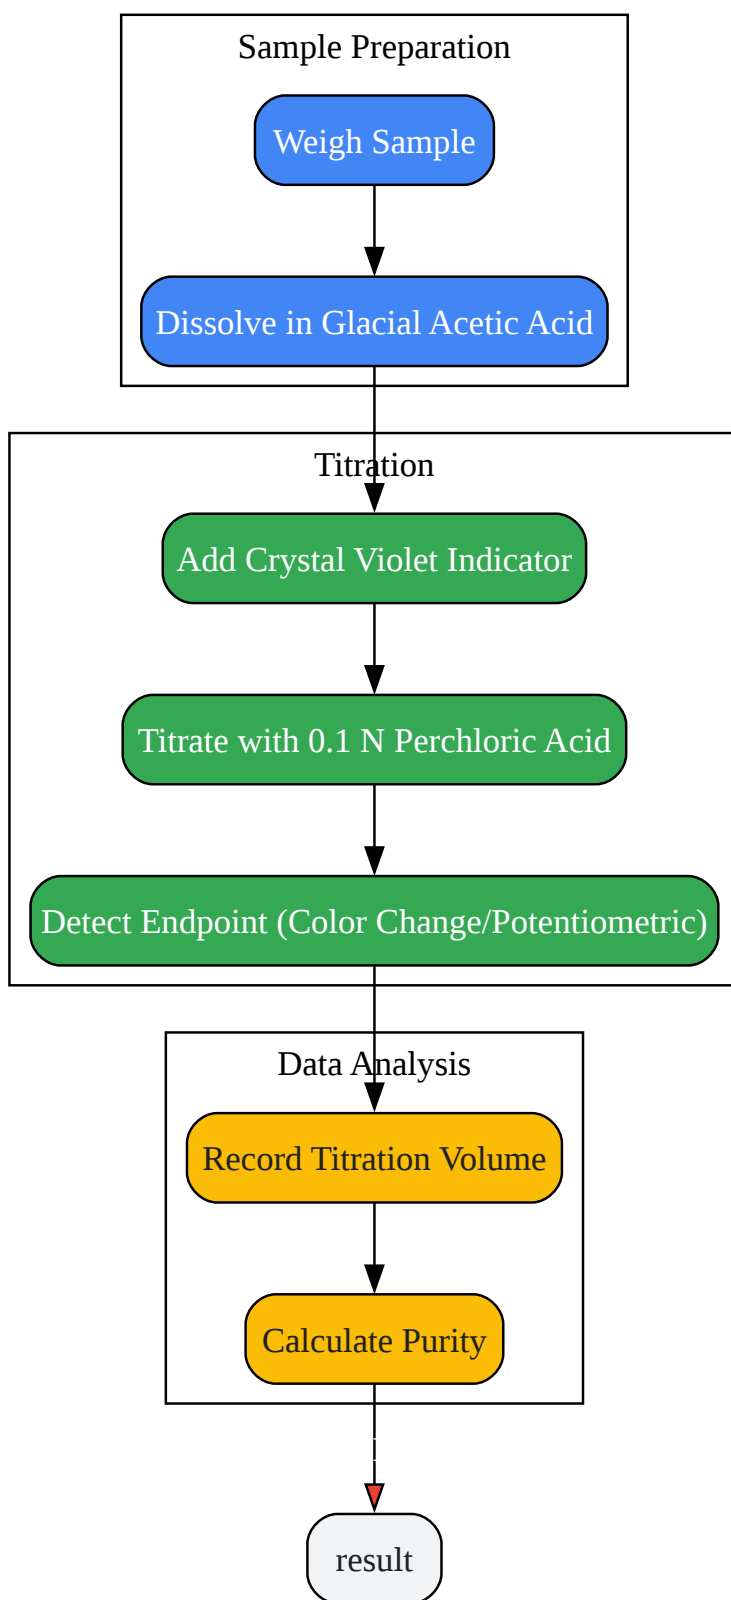 Sample Preparation
Weigh Sample
Dissolve in Glacial Acetic Acid
Titration
Add Crystal Violet Indicator
Titrate with 0.1 N Perchloric Acid
Detect Endpoint (Color Change/Potentiometric)
Data Analysis
Record Titration Volume
Calculate Purity
result